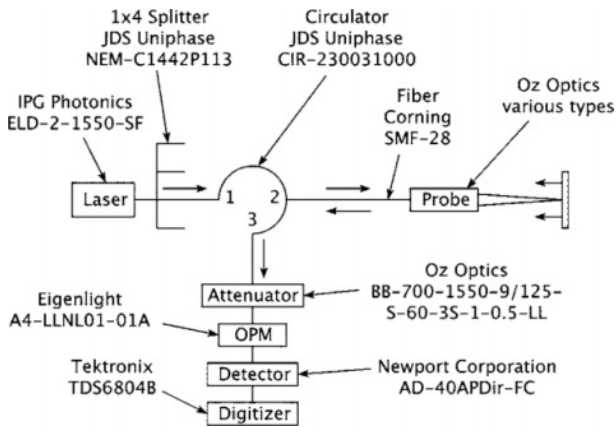 1x4 Splitter
JDS Uniphase
NEM-C1442P113
Circulator
JDS Uniphase
CIR-230031000
IPG Photonics
ELD-2-1550-SF
Fiber
Corning
SMF-28
Oz Optics
various types
Laser
1
2
3
Probe
Attenuator
Oz Optics
BB-700-1550-9/125-
S-60-3S-1-0.5-LL
Eigenlight
A4-LLNL01-01A
OPM
Tektronix
TDS6804B
Detector
Newport Corporation
AD-40APDir-FC
Digitizer